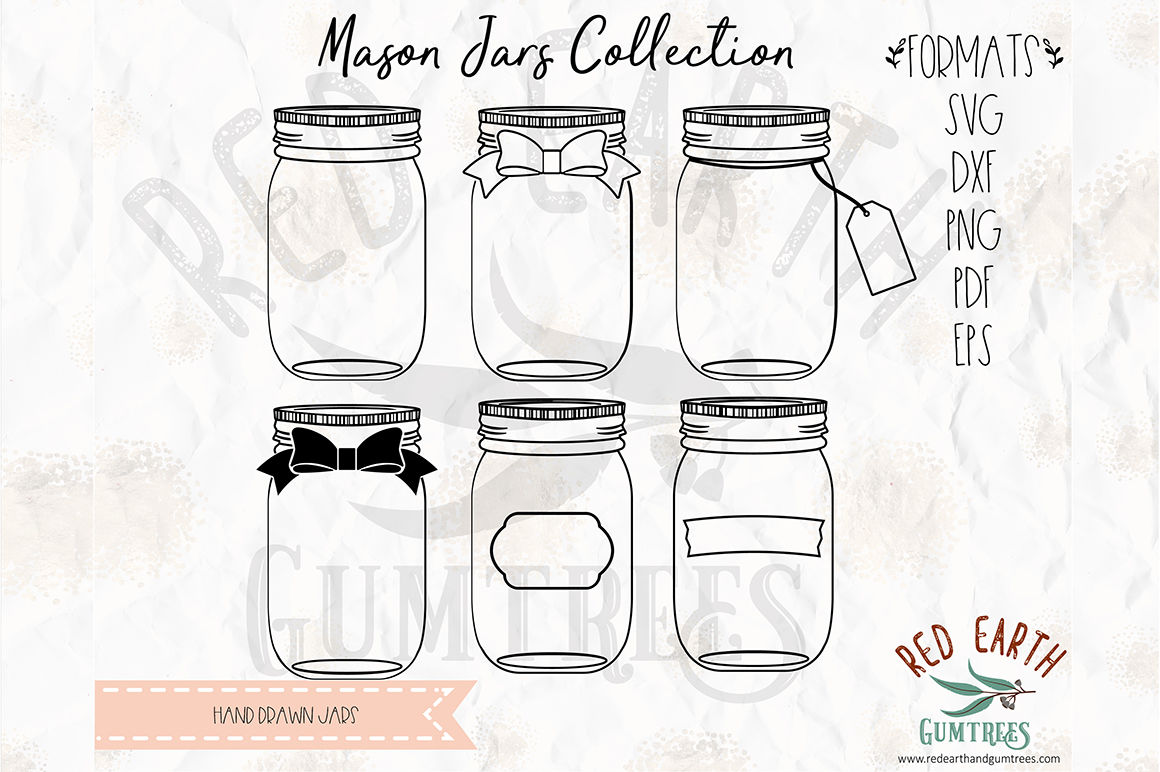 Mason Jars Collection
FORMATS
SVG
DXF
PNG
PDF
EPS
RED EARTH
GUMTREES
HAND DRAWN JARS
RED EARTH
GUMTREES
www.redearthandgumtrees.com